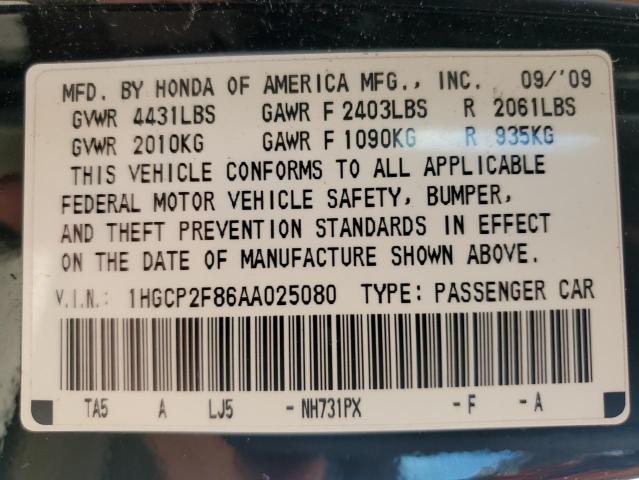 MFD. BY HONDA OF AMERICA MFG., INC. 09/'09
GVWR 4431LBS GAWR F 2403LBS R 2061LBS
GVWR 2010KG GAWR F 1090KG R 935KG
THIS VEHICLE CONFORMS TO ALL APPLICABLE
FEDERAL MOTOR VEHICLE SAFETY, BUMPER,
AND THEFT PREVENTION STANDARDS IN EFFECT
ON THE DATE OF MANUFACTURE SHOWN ABOVE.
V.I.N.: 1HGCP2F86AA025080 TYPE: PASSENGER CAR
TA5 A LJ5 -NH731PX -F -A